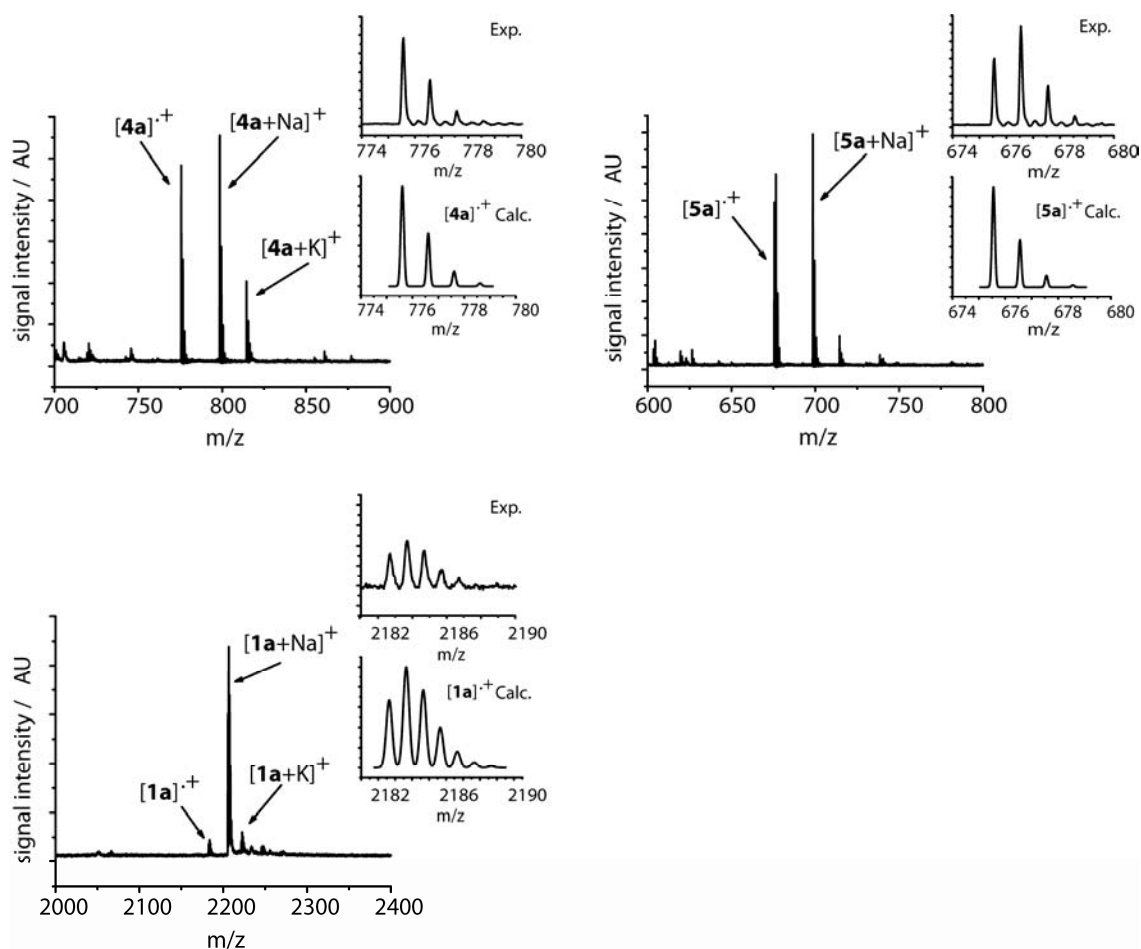 Exp.
774 776 778 780
m/z
[4a]·+ Calc.
774 776 778 780
m/z
[4a]·+
[4a+Na]+
[4a+K]+
signal intensity / AU
700 750 800 850 900
m/z
Exp.
674 676 678 680
m/z
[5a]·+ Calc.
674 676 678 680
m/z
[5a+Na]+
[5a]·+
signal intensity / AU
600 650 700 750 800
m/z
Exp.
2182 2186 2190
m/z
[1a]·+ Calc.
2182 2186 2190
m/z
[1a+Na]+
[1a+K]+
[1a]·+
signal intensity / AU
2000 2100 2200 2300 2400
m/z